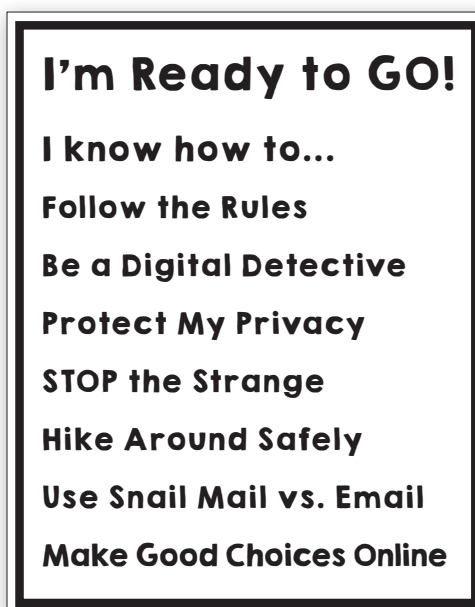 I'm Ready to GO!
I know how to...
Follow the Rules
Be a Digital Detective
Protect My Privacy
STOP the Strange
Hike Around Safely
Use Snail Mail vs. Email
Make Good Choices Online